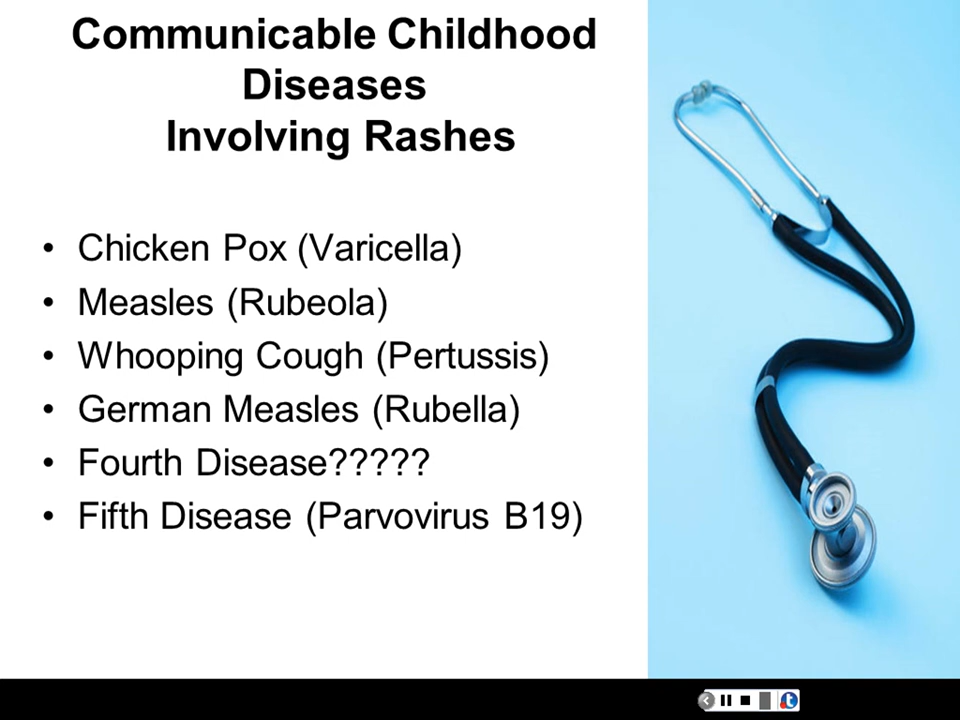 Communicable Childhood
Diseases
Involving Rashes
• Chicken Pox (Varicella)
• Measles (Rubeola)
• Whooping Cough (Pertussis)
• German Measles (Rubella)
• Fourth Disease?????
• Fifth Disease (Parvovirus B19)